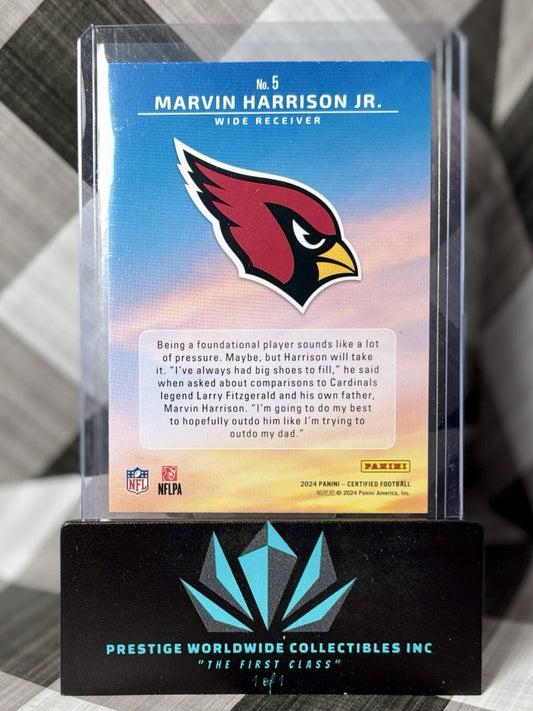 No. 5
MARVIN HARRISON JR.
WIDE RECEIVER
Being a foundational player sounds like a lot
of pressure. Maybe, but Harrison will take
it. “I’ve always had big shoes to fill,” he said
when asked about comparisons to Cardinals
legend Larry Fitzgerald and his own father,
Marvin Harrison. “I’m going to do my best
to hopefully outdo him like I’m trying to
outdo my dad.”
PANINI
NFL
NFLPA
2024 PANINI – CERTIFIED FOOTBALL
帕尼尼 © 2024 Panini America, Inc.
PRESTIGE WORLDWIDE COLLECTIBLES INC
"THE FIRST CLASS"
1 of 1